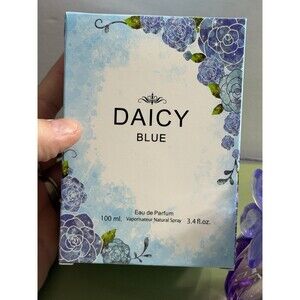 DAICY
BLUE
Eau de Parfum
100 ml. Vaporisateur Natural Spray 3.4 fl.oz.